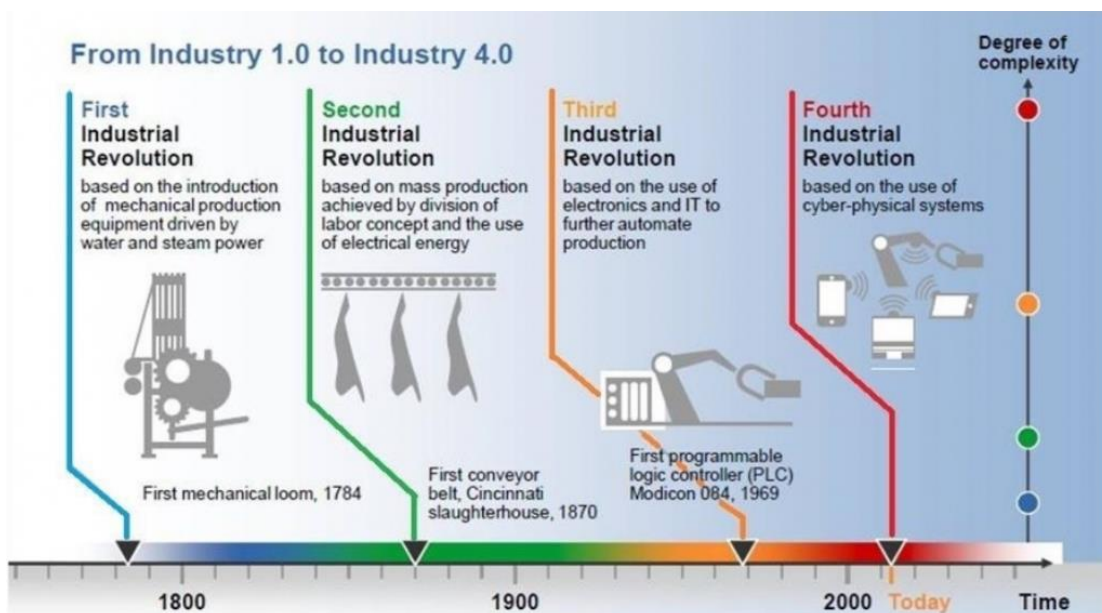 From Industry 1.0 to Industry 4.0
Degree of
complexity
First
Industrial
Revolution
based on the introduction
of mechanical production
equipment driven by
water and steam power
Second
Industrial
Revolution
based on mass production
achieved by division of
labor concept and the use
of electrical energy
Third
Industrial
Revolution
based on the use of
electronics and IT to
further automate
production
Fourth
Industrial
Revolution
based on the use of
cyber-physical systems
First mechanical loom, 1784
First conveyor
belt, Cincinnati
slaughterhouse, 1870
First programmable
logic controller (PLC)
Modicon 084, 1969
1800
1900
2000
Today
Time